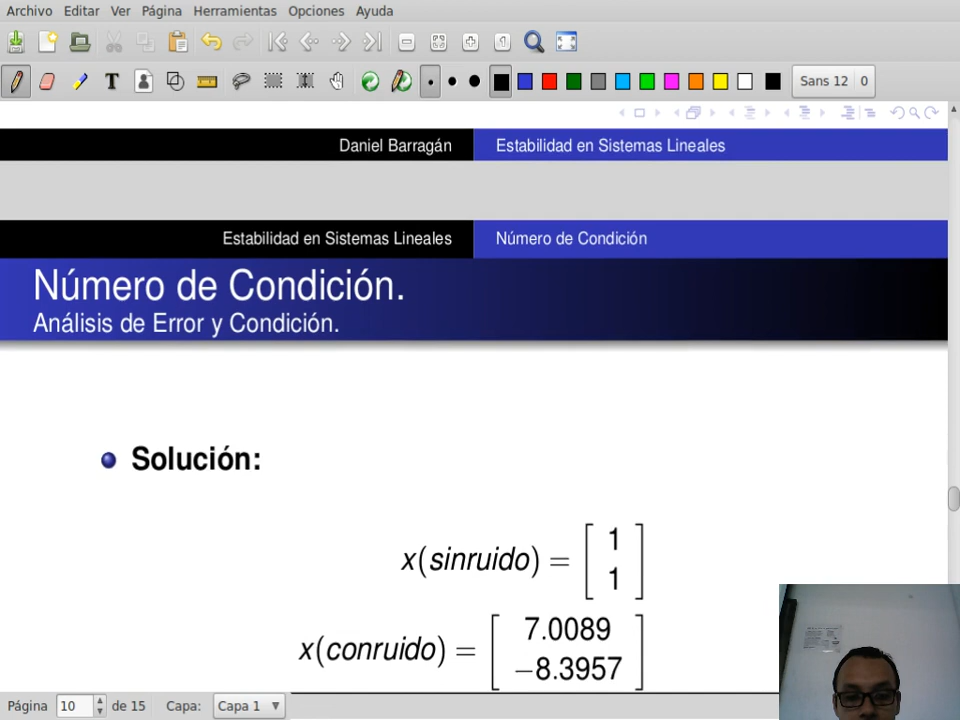 Archivo Editar Ver Página Herramientas Opciones Ayuda
T Sans 12 0
Daniel Barragán Estabilidad en Sistemas Lineales
Estabilidad en Sistemas Lineales Número de Condición
Número de Condición.
Análisis de Error y Condición.
Solución:
x(sinruido) = [ 1
1 ]
x(conruido) = [ 7.0089
−8.3957 ]
Página 10 de 15 Capa: Capa 1